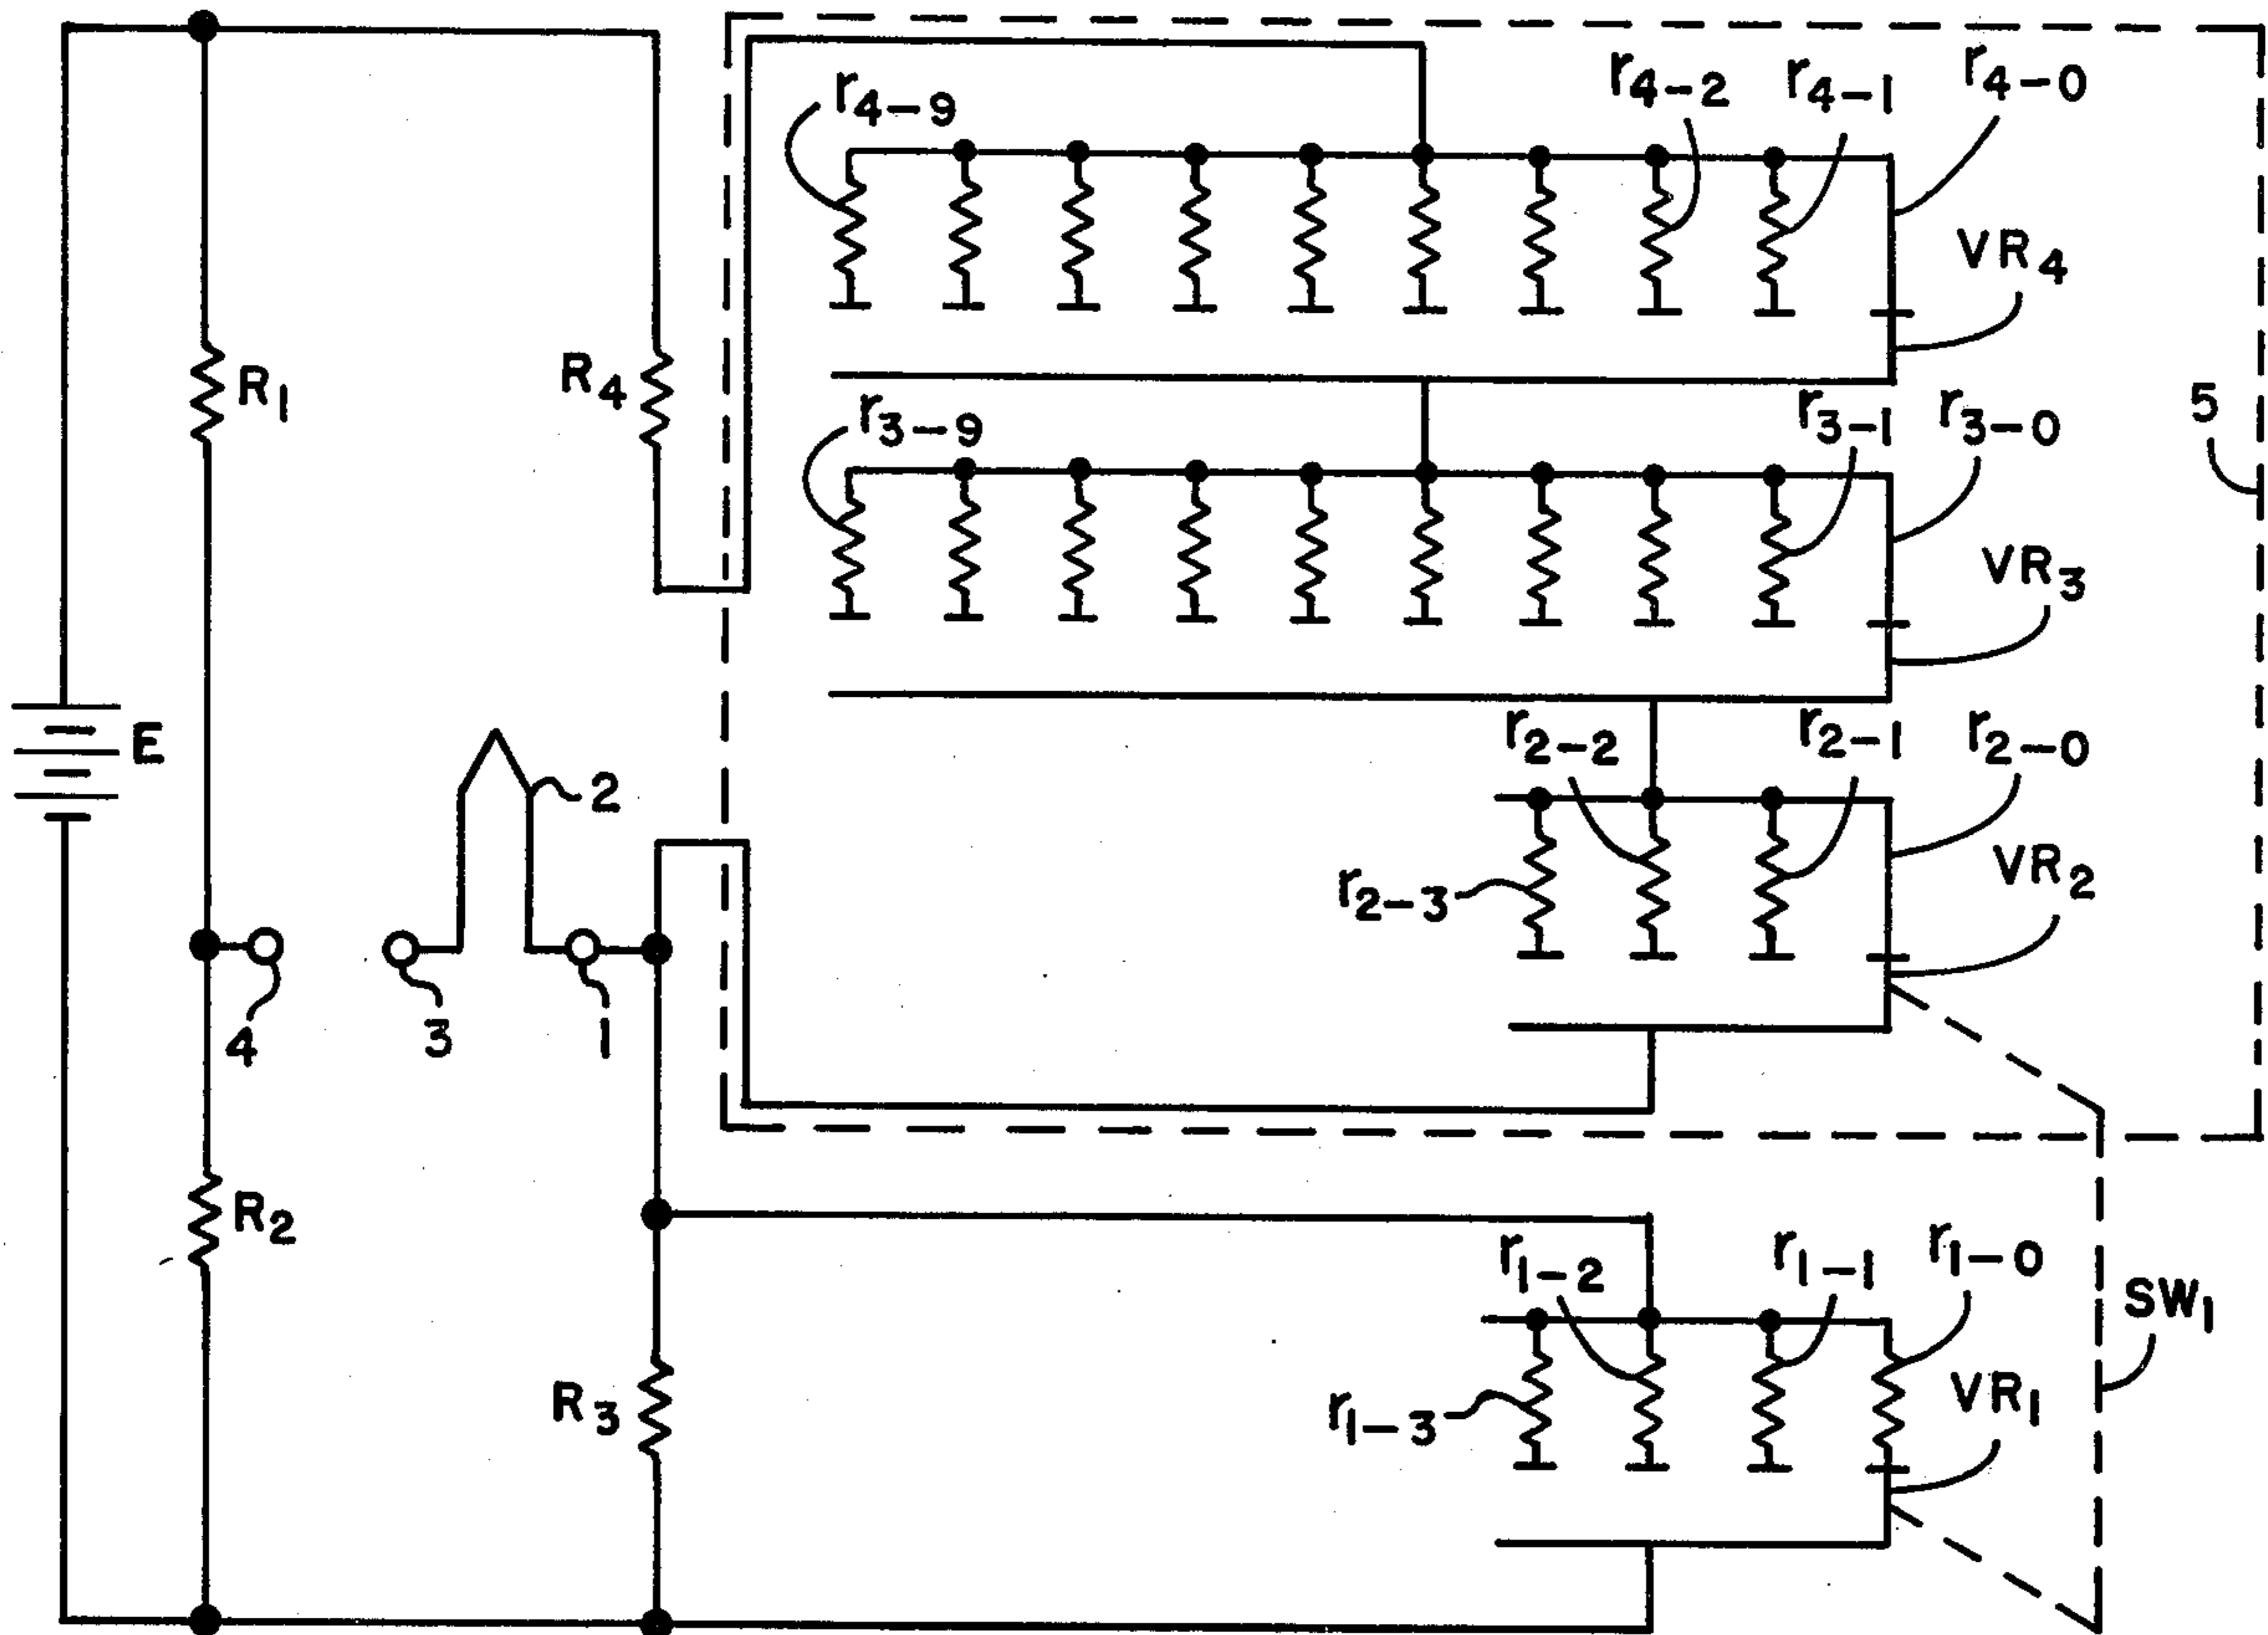 r4-9
r4-2
r4-1
r4-0
VR4
R1
R4
r3-9
r3-1
r3-0
5
VR3
E
2
r2-2
r2-1
r2-0
r2-3
VR2
4
3
1
R2
r1-2
r1-1
r1-0
SW1
R3
r1-3
VR1